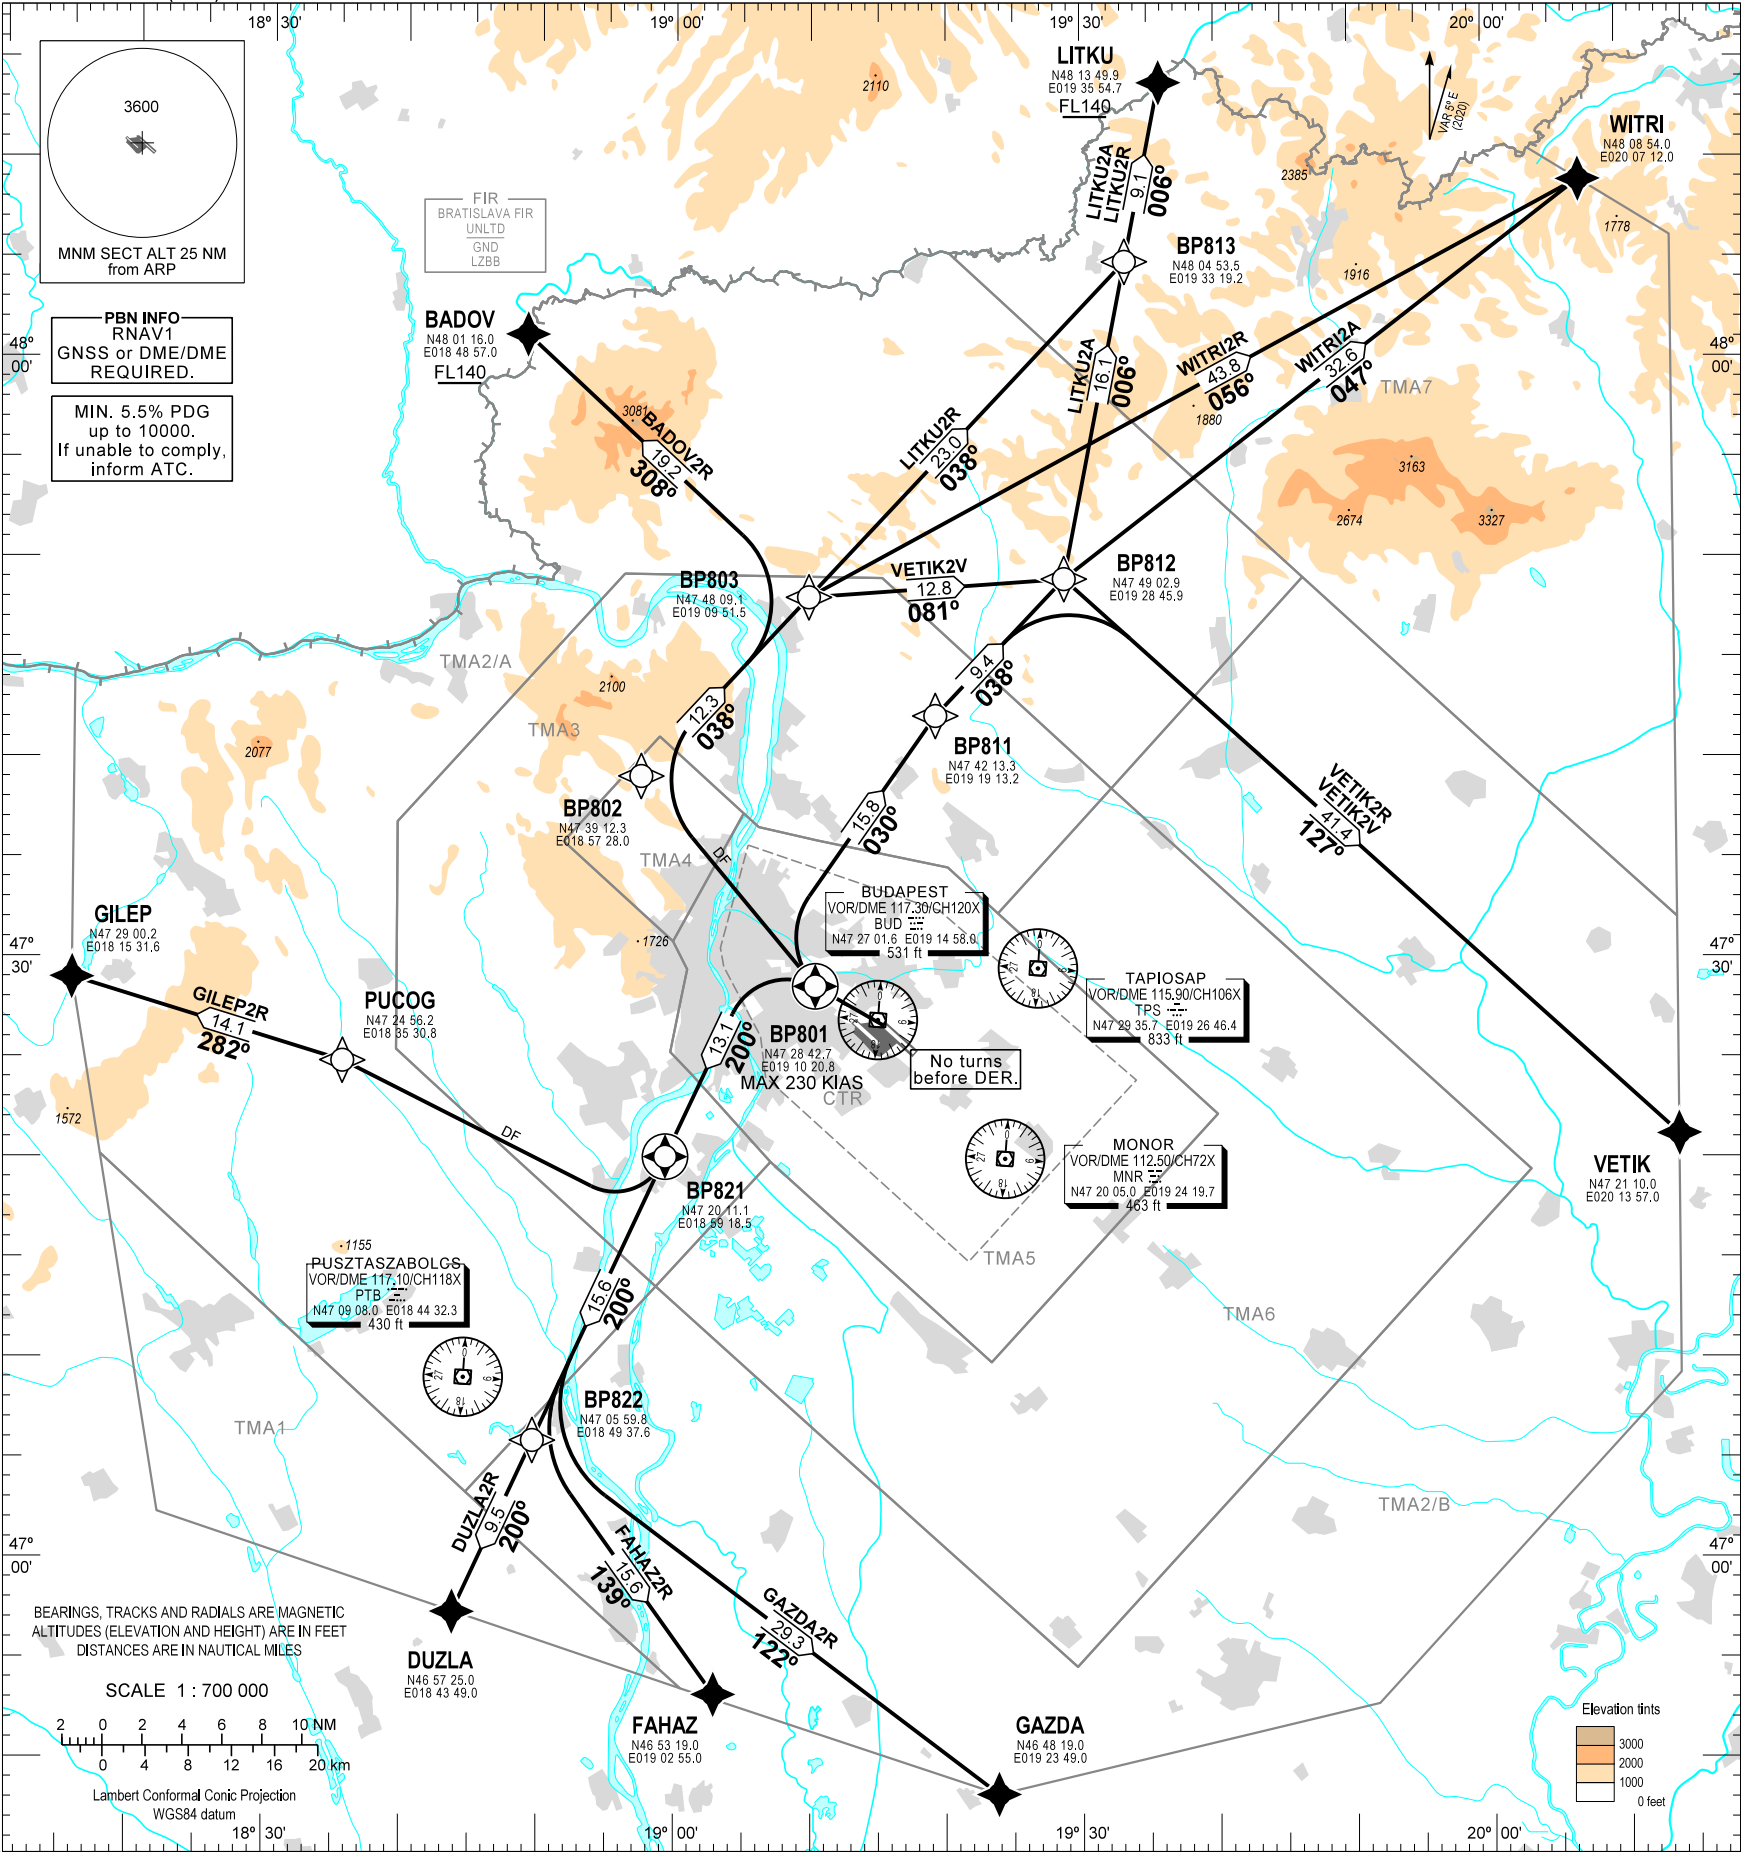 18° 30'
19° 00'
19° 30'
20° 00'
3600
MNM SECT ALT 25 NM
from ARP
PBN INFO
RNAV1
GNSS or DME/DME
REQUIRED.
MIN. 5.5% PDG
up to 10000.
If unable to comply,
inform ATC.
48°
00'
FIR
BRATISLAVA FIR
UNLTD
GND
LZBB
BADOV
N48 01 16.0
E018 48 57.0
FL140
2110
LITKU
N48 13 49.9
E019 35 54.7
FL140
LITKU2A
LITKU2R
9.1
006°
VAR 5° E
(2020)
WITRI
N48 08 54.0
E020 07 12.0
2385
1916
1778
BP813
N48 04 53.5
E019 33 19.2
48°
00'
3081
BADOV2R
19.2
308°
LITKU2R
23.0
038°
LITKU2A
16.1
006°
WITRI2R
43.8
056°
WITRI2A
32.6
047°
TMA7
1880
3163
2674
3327
BP803
N47 48 09.1
E019 09 51.5
VETIK2V
12.8
081°
BP812
N47 49 02.9
E019 28 45.9
TMA2/A
2100
TMA3
2077
12.3
038°
9.4
038°
BP811
N47 42 13.3
E019 19 13.2
BP802
N47 39 12.3
E018 57 28.0
DF
TMA4
15.8
030°
VETIK2R
VETIK2V
41.4
127°
1726
GILEP
N47 29 00.2
E018 15 31.6
47°
30'
47°
30'
BUDAPEST
VOR/DME 117.30/CH120X
BUD
N47 27 01.6 E019 14 58.0
531 ft
TAPIOSAP
VOR/DME 115.90/CH106X
TPS
N47 29 35.7 E019 26 46.4
833 ft
GILEP2R
14.1
282°
PUCOG
N47 24 56.2
E018 35 30.8
BP801
N47 28 42.7
E019 10 20.8
MAX 230 KIAS
CTR
No turns
before DER.
13.1
200°
1572
DF
MONOR
VOR/DME 112.50/CH72X
MNR
N47 20 05.0 E019 24 19.7
463 ft
VETIK
N47 21 10.0
E020 13 57.0
BP821
N47 20 11.1
E018 59 18.5
1155
PUSZTASZABOLCS
VOR/DME 117.10/CH118X
PTB
N47 09 08.0 E018 44 32.3
430 ft
15.6
200°
TMA5
TMA6
BP822
N47 05 59.8
E018 49 37.6
TMA1
TMA2/B
DUZLA2R
9.5
200°
FAHAZ2R
15.6
139°
GAZDA2R
29.3
122°
47°
00'
47°
00'
BEARINGS, TRACKS AND RADIALS ARE MAGNETIC
ALTITUDES (ELEVATION AND HEIGHT) ARE IN FEET
DISTANCES ARE IN NAUTICAL MILES
SCALE 1 : 700 000
2 0 2 4 6 8 10 NM
0 4 8 12 16 20 km
Lambert Conformal Conic Projection
WGS84 datum
DUZLA
N46 57 25.0
E018 43 49.0
FAHAZ
N46 53 19.0
E019 02 55.0
GAZDA
N46 48 19.0
E019 23 49.0
Elevation tints
3000
2000
1000
0 feet
18° 30'
19° 00'
19° 30'
20° 00'